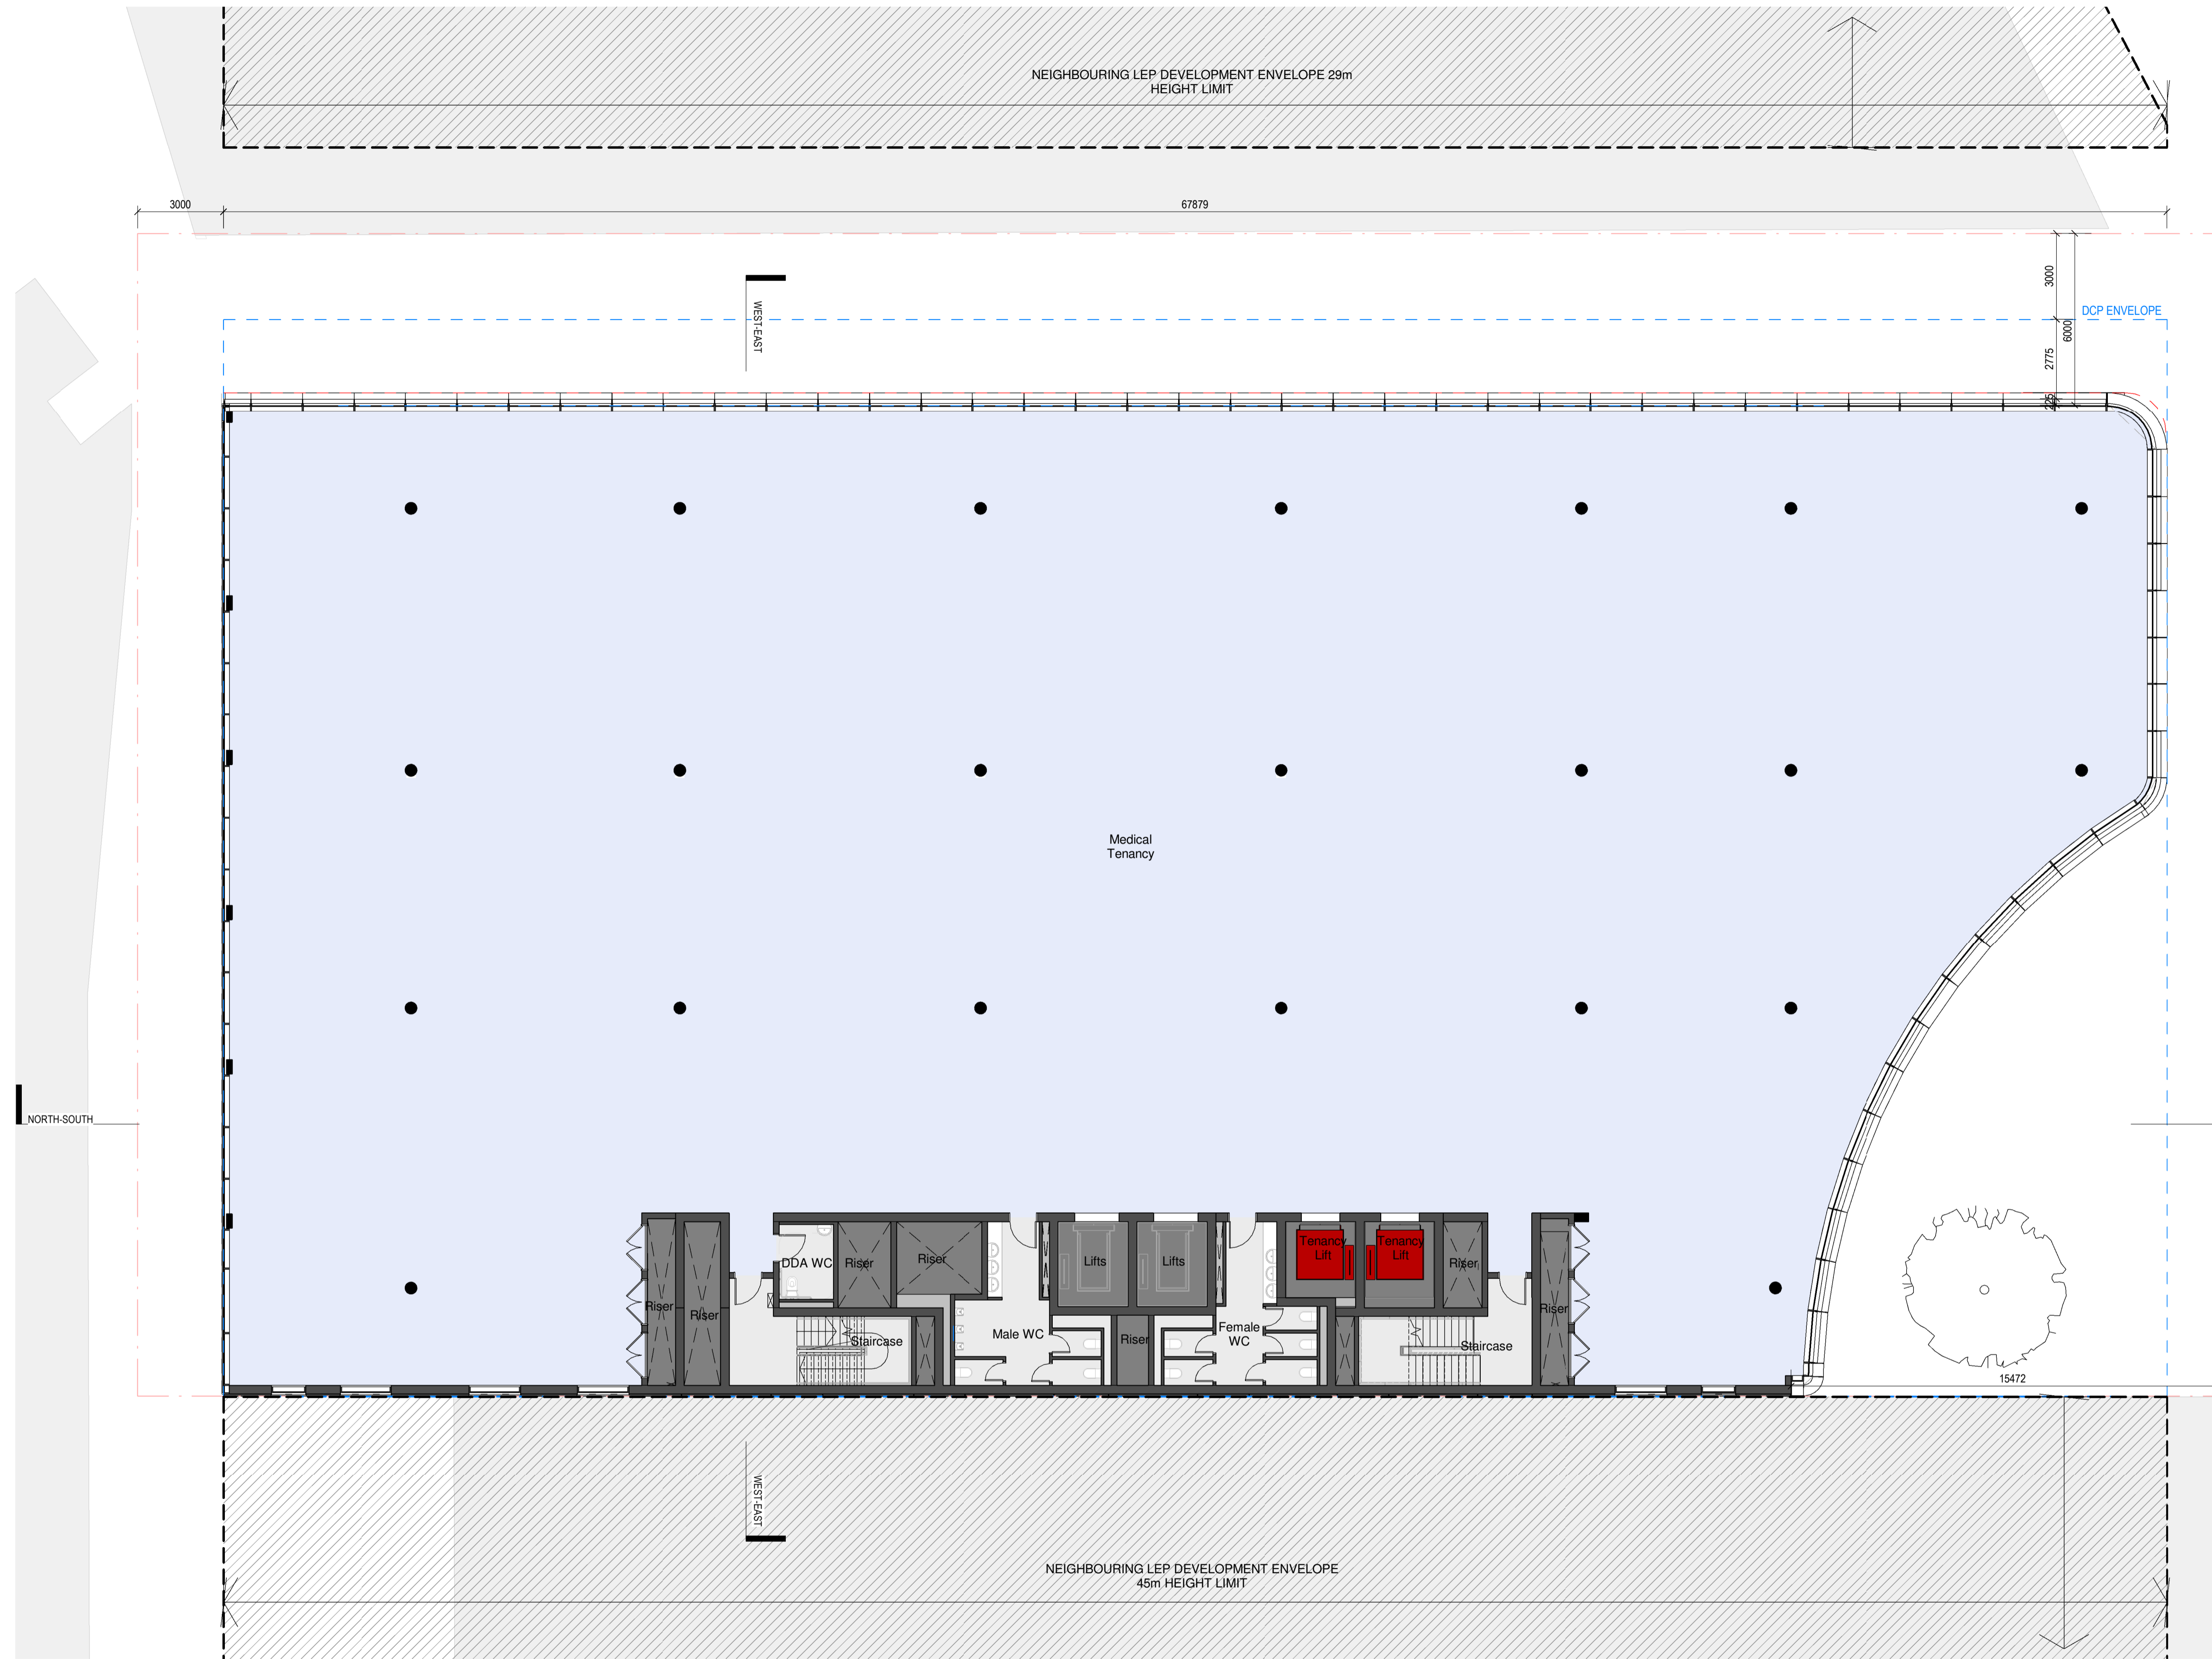 NEIGHBOURING LEP DEVELOPMENT ENVELOPE 29m
HEIGHT LIMIT
3000
67879
WEST-EAST
3000
DCP ENVELOPE
6000
2775
225
Medical
Tenancy
NORTH-SOUTH
DDA WC
Riser
Riser
Lifts
Lifts
Tenancy
Lift
Tenancy
Lift
Riser
Riser
Riser
Staircase
Male WC
Riser
Female
WC
Staircase
Riser
15472
WEST-EAST
NEIGHBOURING LEP DEVELOPMENT ENVELOPE
45m HEIGHT LIMIT